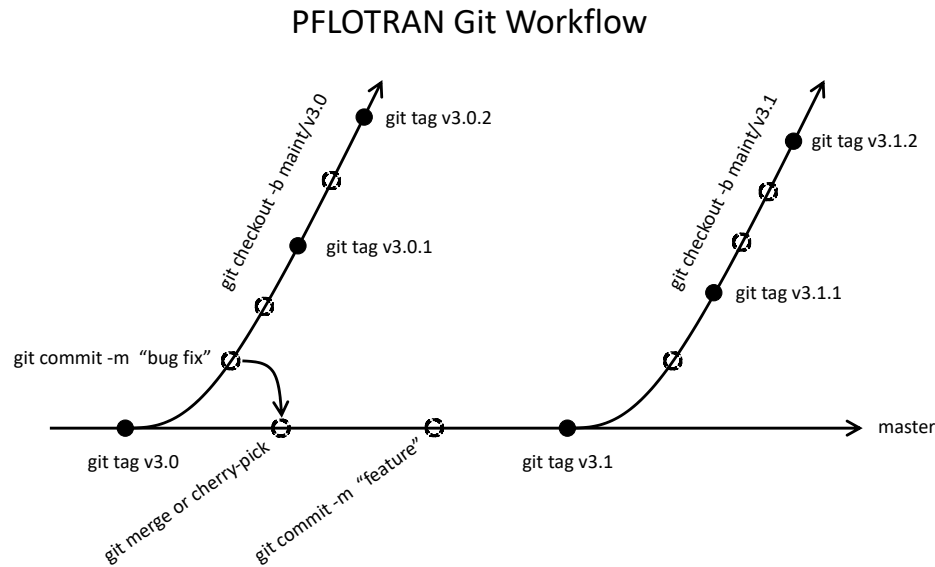 PFLOTRAN Git Workflow
git checkout -b maint/v3.0
git tag v3.0.2
git tag v3.0.1
git commit -m  “bug fix”
git tag v3.0
git merge or cherry-pick
git commit -m  “feature”
git checkout -b maint/v3.1
git tag v3.1.2
git tag v3.1.1
git tag v3.1
master